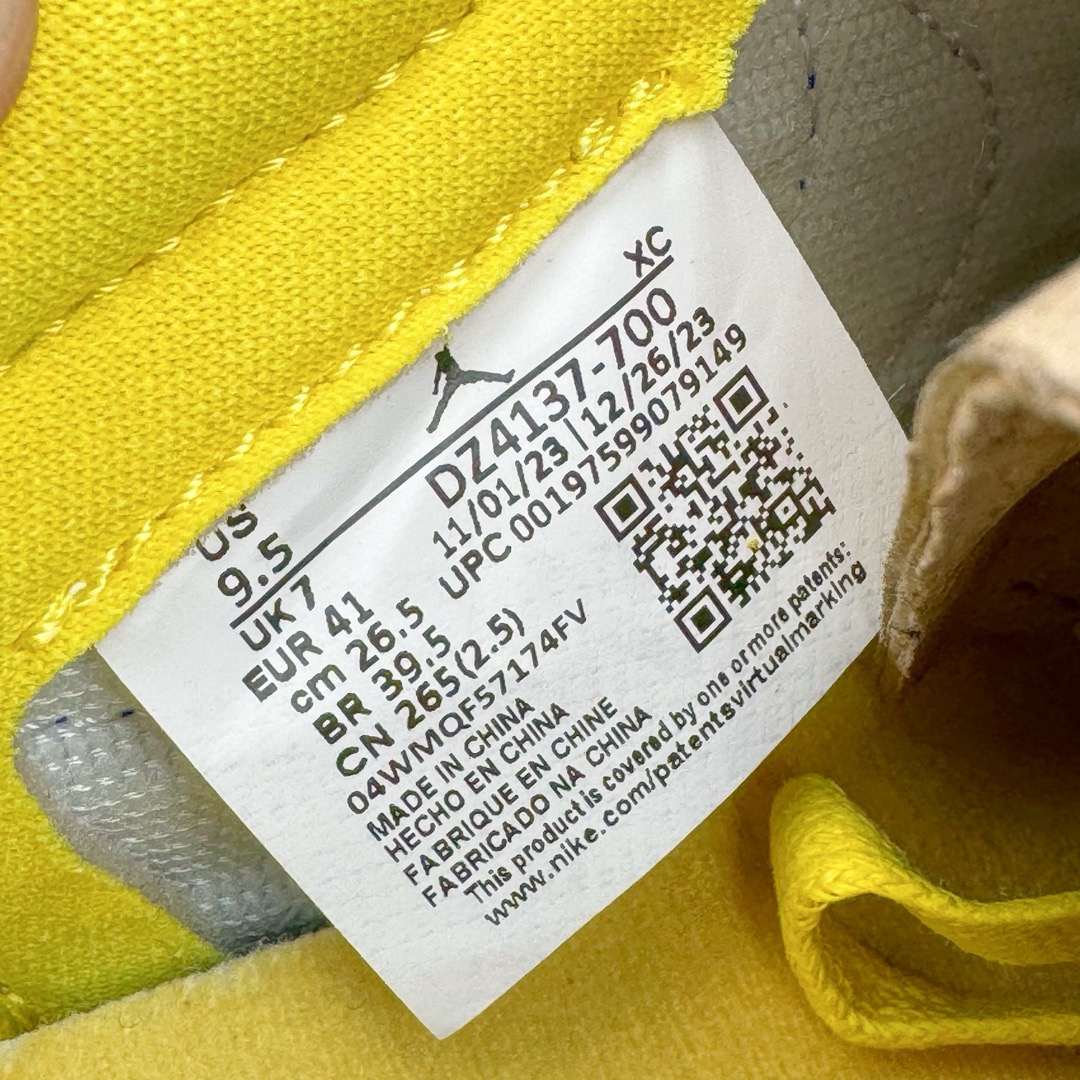 XC
DZ4137-700
11/01/23 | 12/26/23
UPC 00197599079149
US
9.5
UK 7
EUR 41
cm 26.5
BR 39.5
CN 265(2.5)
04WMQF57174FV
MADE IN CHINA
HECHO EN CHINA
FABRIQUE EN CHINE
FABRICADO NA CHINA
This product is covered by one or more patents:
www.nike.com/patentsvirtualmarking